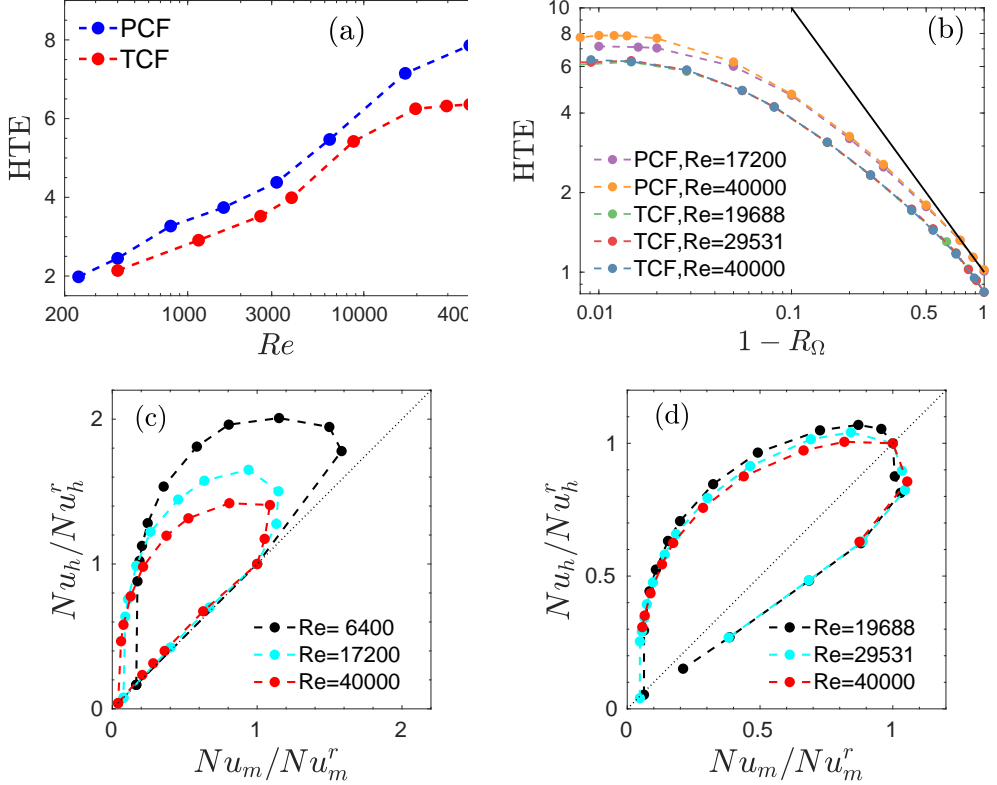 (a)
PCF
TCF
HTE
8
6
4
2
200
1000
3000
10000
400
Re
(b)
HTE
10
8
6
4
2
1
PCF,Re=17200
PCF,Re=40000
TCF,Re=19688
TCF,Re=29531
TCF,Re=40000
0.01
0.1
0.5
1
1 − R_Ω
(c)
Nu_h/Nu_h^r
2
1
0
Re= 6400
Re=17200
Re=40000
0
1
2
Nu_m/Nu_m^r
(d)
Nu_h/Nu_h^r
1
0.5
0
Re=19688
Re=29531
Re=40000
0
0.5
1
Nu_m/Nu_m^r